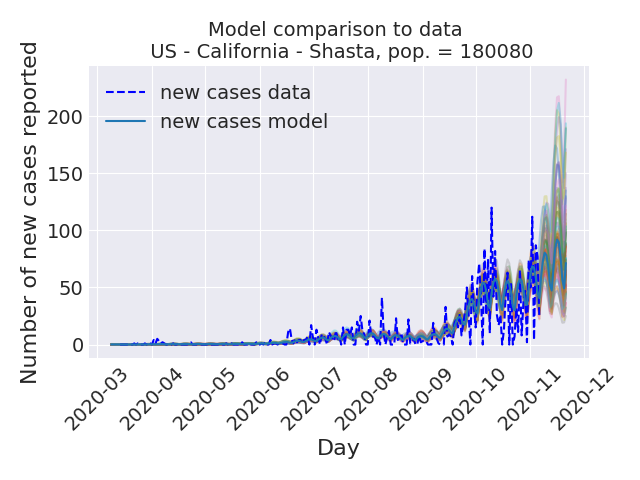 Model comparison to data
US - California - Shasta, pop. = 180080
Number of new cases reported
new cases data
new cases model
200
150
100
50
0
2020-03
2020-04
2020-05
2020-06
2020-07
2020-08
2020-09
2020-10
2020-11
2020-12
Day